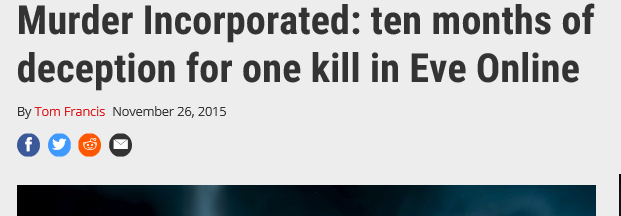 Murder Incorporated: ten months of
deception for one kill in Eve Online
By Tom Francis November 26, 2015